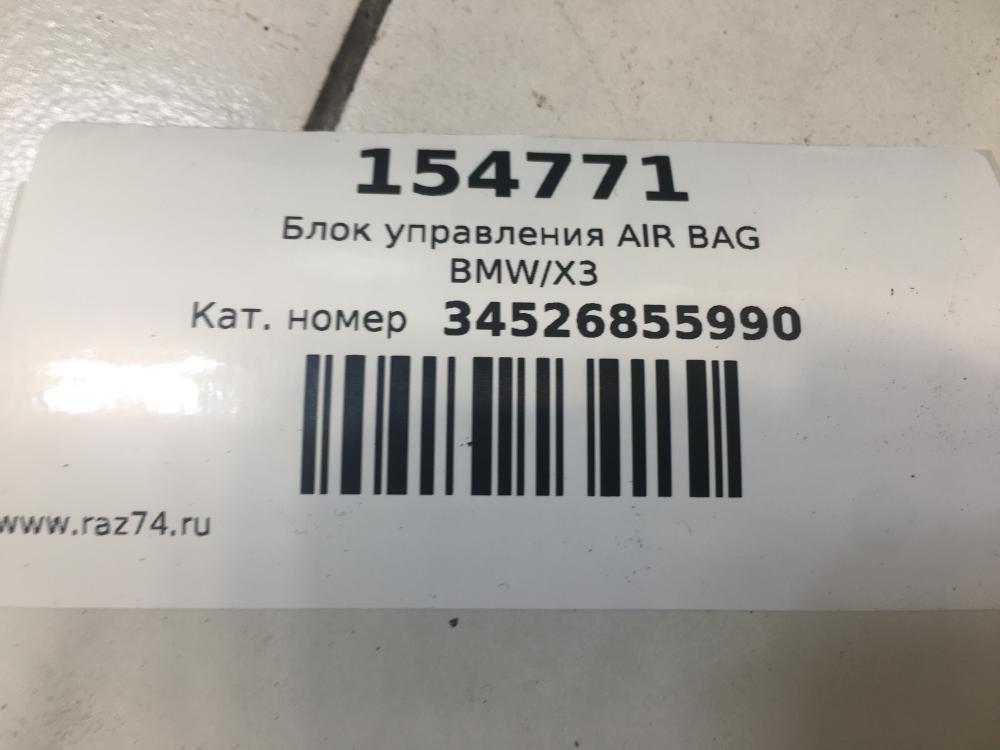 154771
Блок управления AIR BAG
BMW/X3
Кат. номер 34526855990
www.raz74.ru